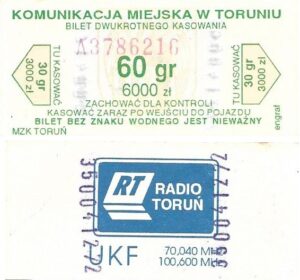 KOMUNIKACJA MIEJSKA W TORUNIU
BILET DWUKROTNEGO KASOWANIA
A3786216
TU KASOWAĆ
30 gr
3000 zł
60 gr
6000 zł
TU KASOWAĆ
30 gr
3000 zł
ZACHOWAĆ DLA KONTROLI
KASOWAĆ ZARAZ PO WEJŚCIU DO POJAZDU
BILET BEZ ZNAKU WODNEGO JEST NIEWAŻNY
MZK TORUŃ
engraf
RT
RADIO
TORUŃ
UKF
70,040 MHz
100,600 MHz